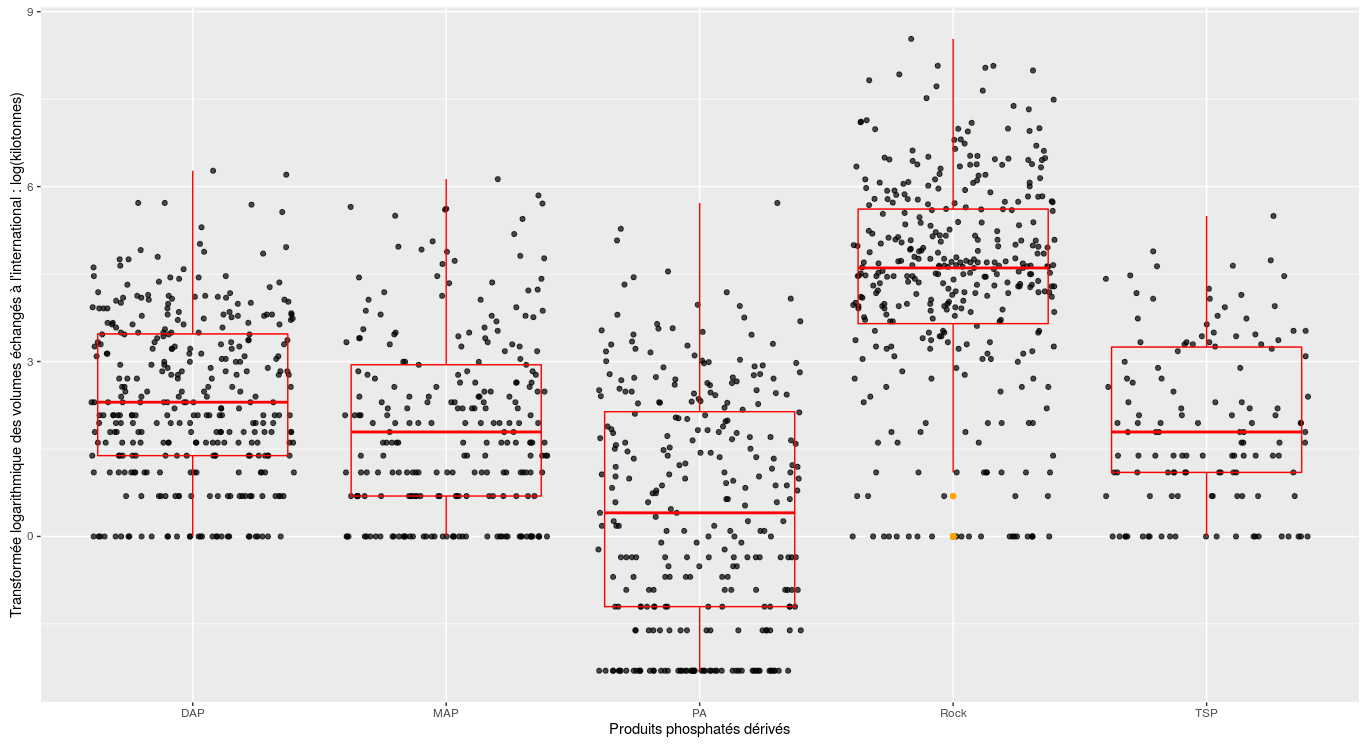 Transformée logarithmique des volumes échangés à l'international : log(kilotonnes)
9
6
3
0
DAP
MAP
PA
Rock
TSP
Produits phosphatés dérivés